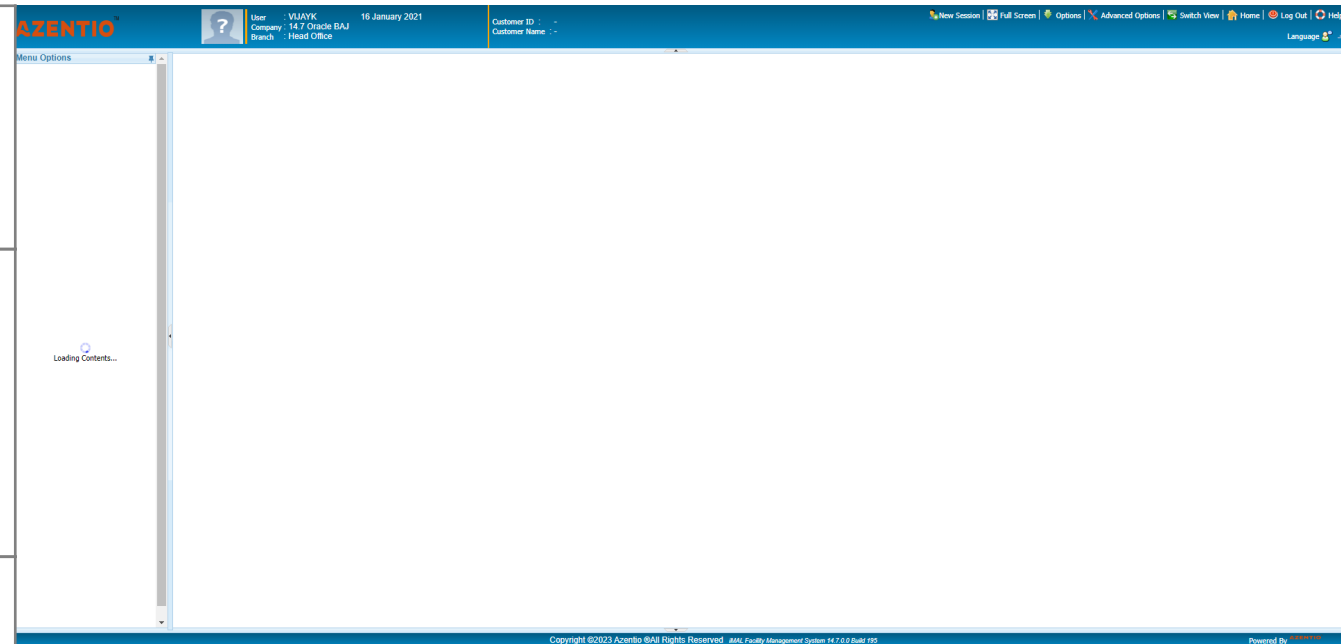 AZENTIO™
User : VIJAYK 16 January 2021
Company : 14.7 Oracle BAJ
Branch : Head Office
Customer ID : -
Customer Name : -
New Session | Full Screen | Options | Advanced Options | Switch View | Home | Log Out | Help
Language
Menu Options
Loading Contents...
Copyright ©2023 Azentio ®All Rights Reserved iMAL Facility Management System 14.7.0.0 Build 195
Powered By AZENTIO